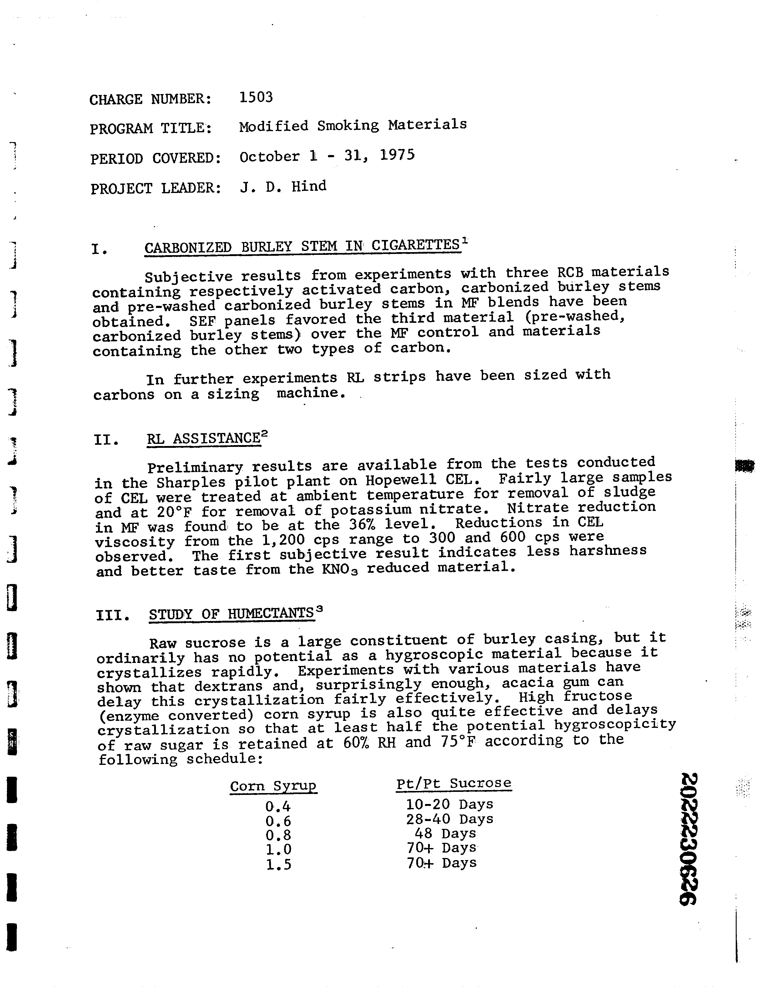 CHARGE NUMBER: 1503
PROGRAM TITLE: Modified Smoking Materials
PERIOD COVERED: October 1 - 31, 1975
PROJECT LEADER: J. D. Hind
I. CARBONIZED BURLEY STEM IN CIGARETTES¹
Subjective results from experiments with three RCB materials
containing respectively activated carbon, carbonized burley stems
and pre-washed carbonized burley stems in MF blends have been
obtained. SEF panels favored the third material (pre-washed,
carbonized burley stems) over the MF control and materials
containing the other two types of carbon.
In further experiments RL strips have been sized with
carbons on a sizing machine.
II. RL ASSISTANCE²
Preliminary results are available from the tests conducted
in the Sharples pilot plant on Hopewell CEL. Fairly large samples
of CEL were treated at ambient temperature for removal of sludge
and at 20°F for removal of potassium nitrate. Nitrate reduction
in MF was found to be at the 36% level. Reductions in CEL
viscosity from the 1,200 cps range to 300 and 600 cps were
observed. The first subjective result indicates less harshness
and better taste from the KNO₃ reduced material.
III. STUDY OF HUMECTANTS³
Raw sucrose is a large constituent of burley casing, but it
ordinarily has no potential as a hygroscopic material because it
crystallizes rapidly. Experiments with various materials have
shown that dextrans and, surprisingly enough, acacia gum can
delay this crystallization fairly effectively. High fructose
(enzyme converted) corn syrup is also quite effective and delays
crystallization so that at least half the potential hygroscopicity
of raw sugar is retained at 60% RH and 75°F according to the
following schedule:
Corn Syrup Pt/Pt Sucrose
0.4 10-20 Days
0.6 28-40 Days
0.8 48 Days
1.0 70+ Days
1.5 70+ Days
2022230626